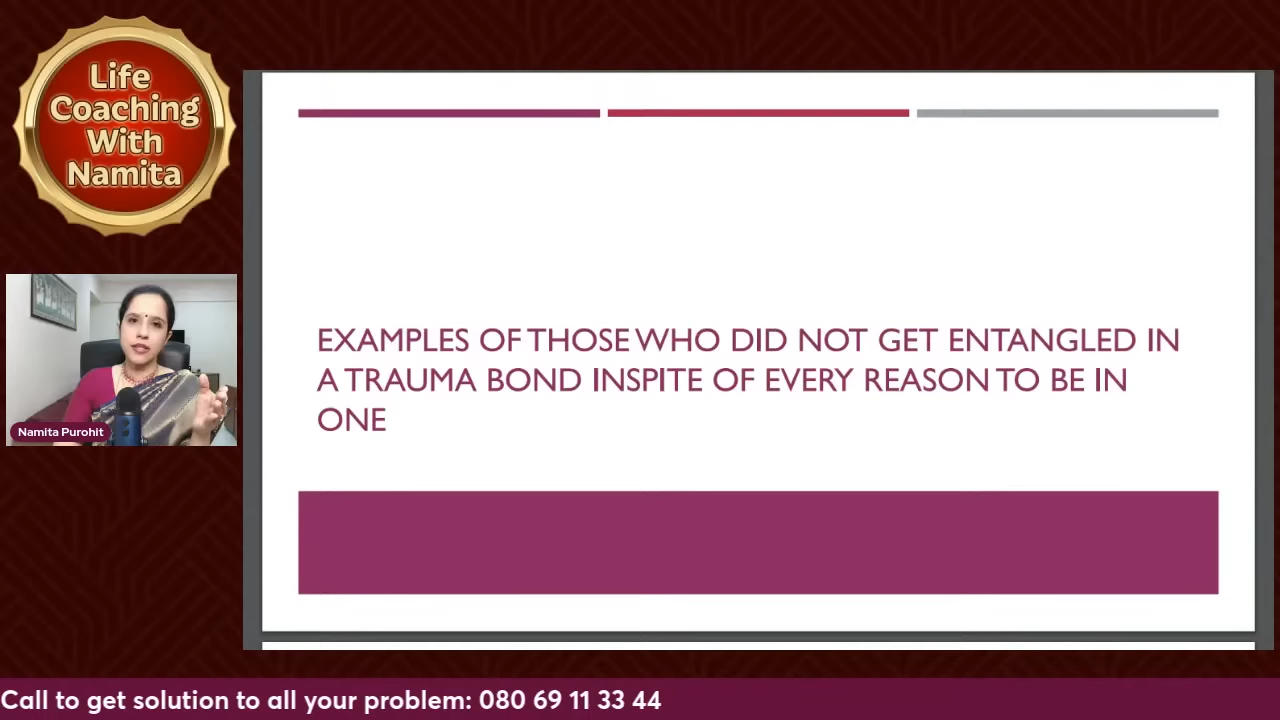 Life
Coaching
With
Namita
Namita Purohit
EXAMPLES OF THOSE WHO DID NOT GET ENTANGLED IN
A TRAUMA BOND INSPITE OF EVERY REASON TO BE IN
ONE
Call to get solution to all your problem: 080 69 11 33 44